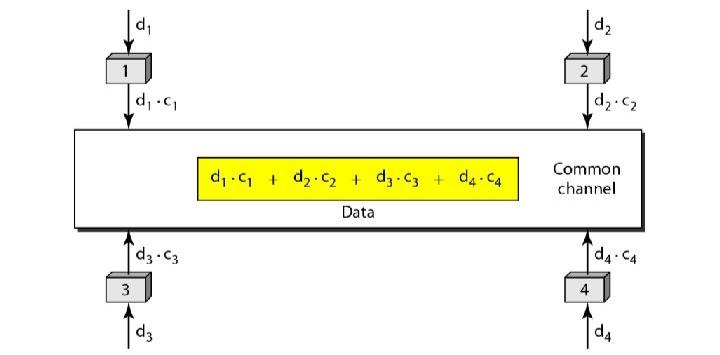 d₁ d₂
1 2
d₁ · c₁ d₂ · c₂
d₁ · c₁ + d₂ · c₂ + d₃ · c₃ + d₄ · c₄
Common
channel
Data
d₃ · c₃ d₄ · c₄
3 4
d₃ d₄